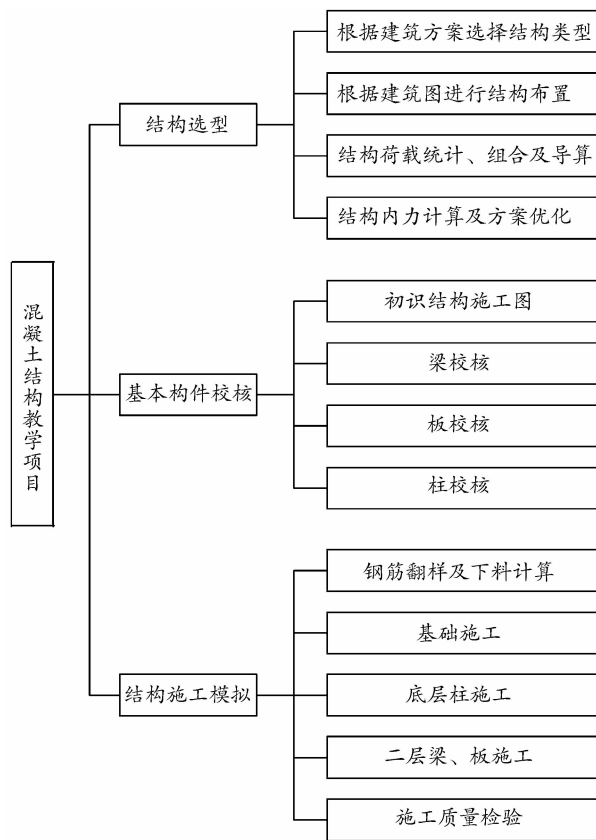 混凝土结构教学项目
结构选型
根据建筑方案选择结构类型
根据建筑图进行结构布置
结构荷载统计、组合及导算
结构内力计算及方案优化
基本构件校核
初识结构施工图
梁校核
板校核
柱校核
结构施工模拟
钢筋翻样及下料计算
基础施工
底层柱施工
二层梁、板施工
施工质量检验